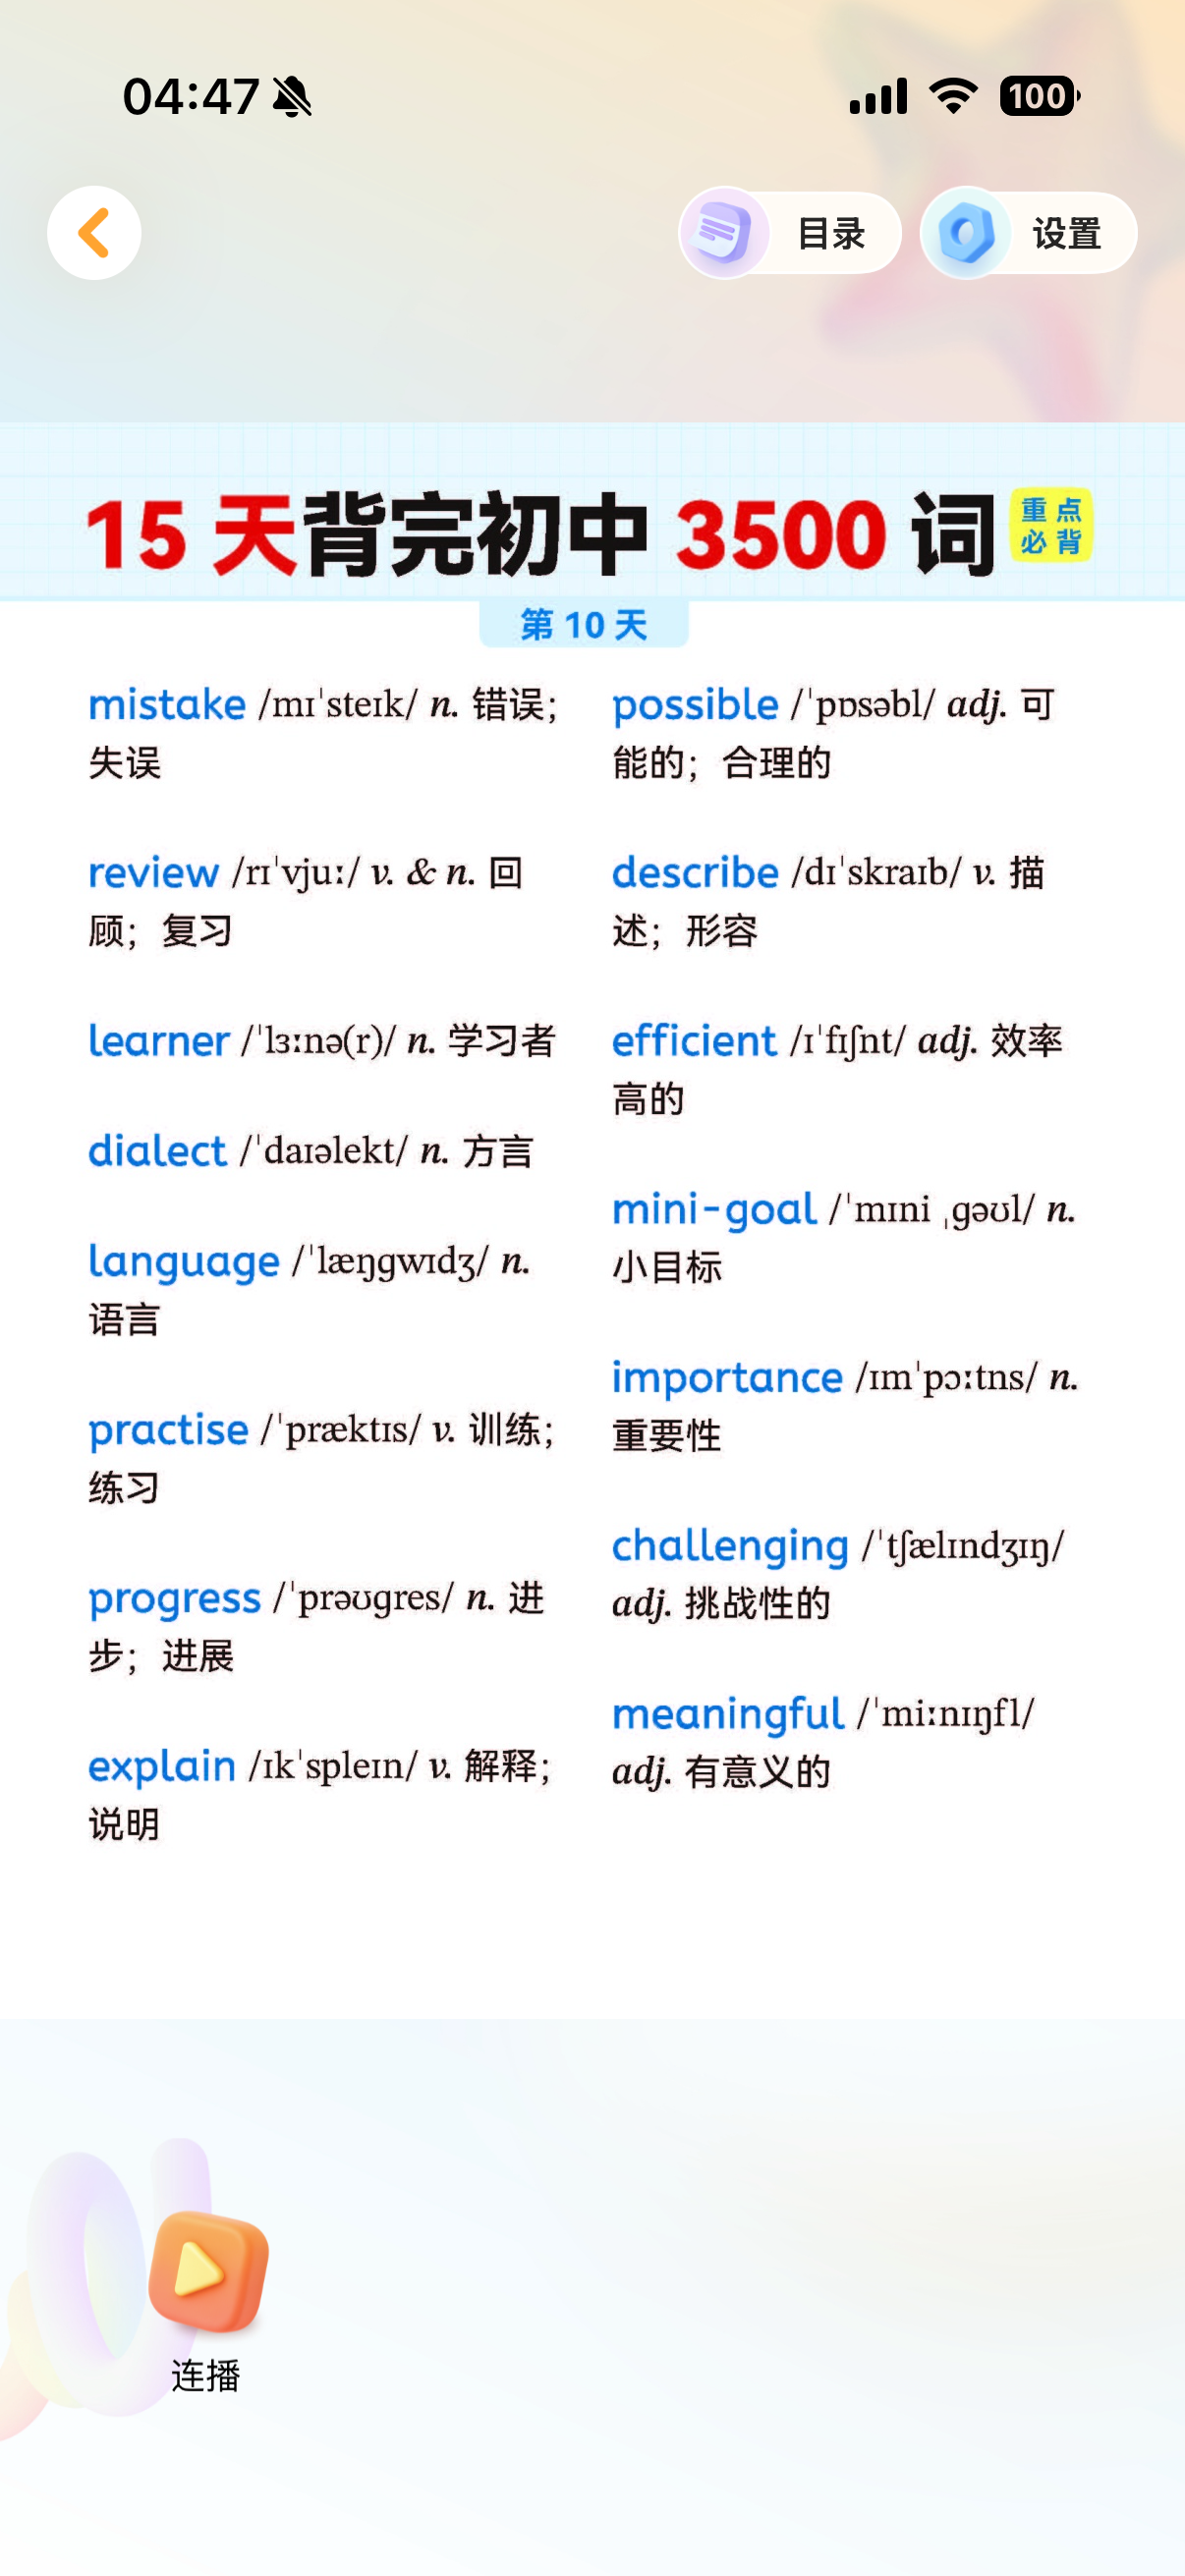 04:47
100
目录
设置
15 天背完初中 3500 词
重点
必背
第 10 天
mistake /mɪˈsteɪk/ n. 错误；
失误
review /rɪˈvjuː/ v. & n. 回
顾；复习
learner /ˈlɜːnə(r)/ n. 学习者
dialect /ˈdaɪəlekt/ n. 方言
language /ˈlæŋɡwɪdʒ/ n.
语言
practise /ˈpræktɪs/ v. 训练；
练习
progress /ˈprəʊɡres/ n. 进
步；进展
explain /ɪkˈspleɪn/ v. 解释；
说明
possible /ˈpɒsəbl/ adj. 可
能的；合理的
describe /dɪˈskraɪb/ v. 描
述；形容
efficient /ɪˈfɪʃnt/ adj. 效率
高的
mini-goal /ˈmɪni ˌɡəʊl/ n.
小目标
importance /ɪmˈpɔːtns/ n.
重要性
challenging /ˈtʃælɪndʒɪŋ/
adj. 挑战性的
meaningful /ˈmiːnɪŋfl/
adj. 有意义的
连播